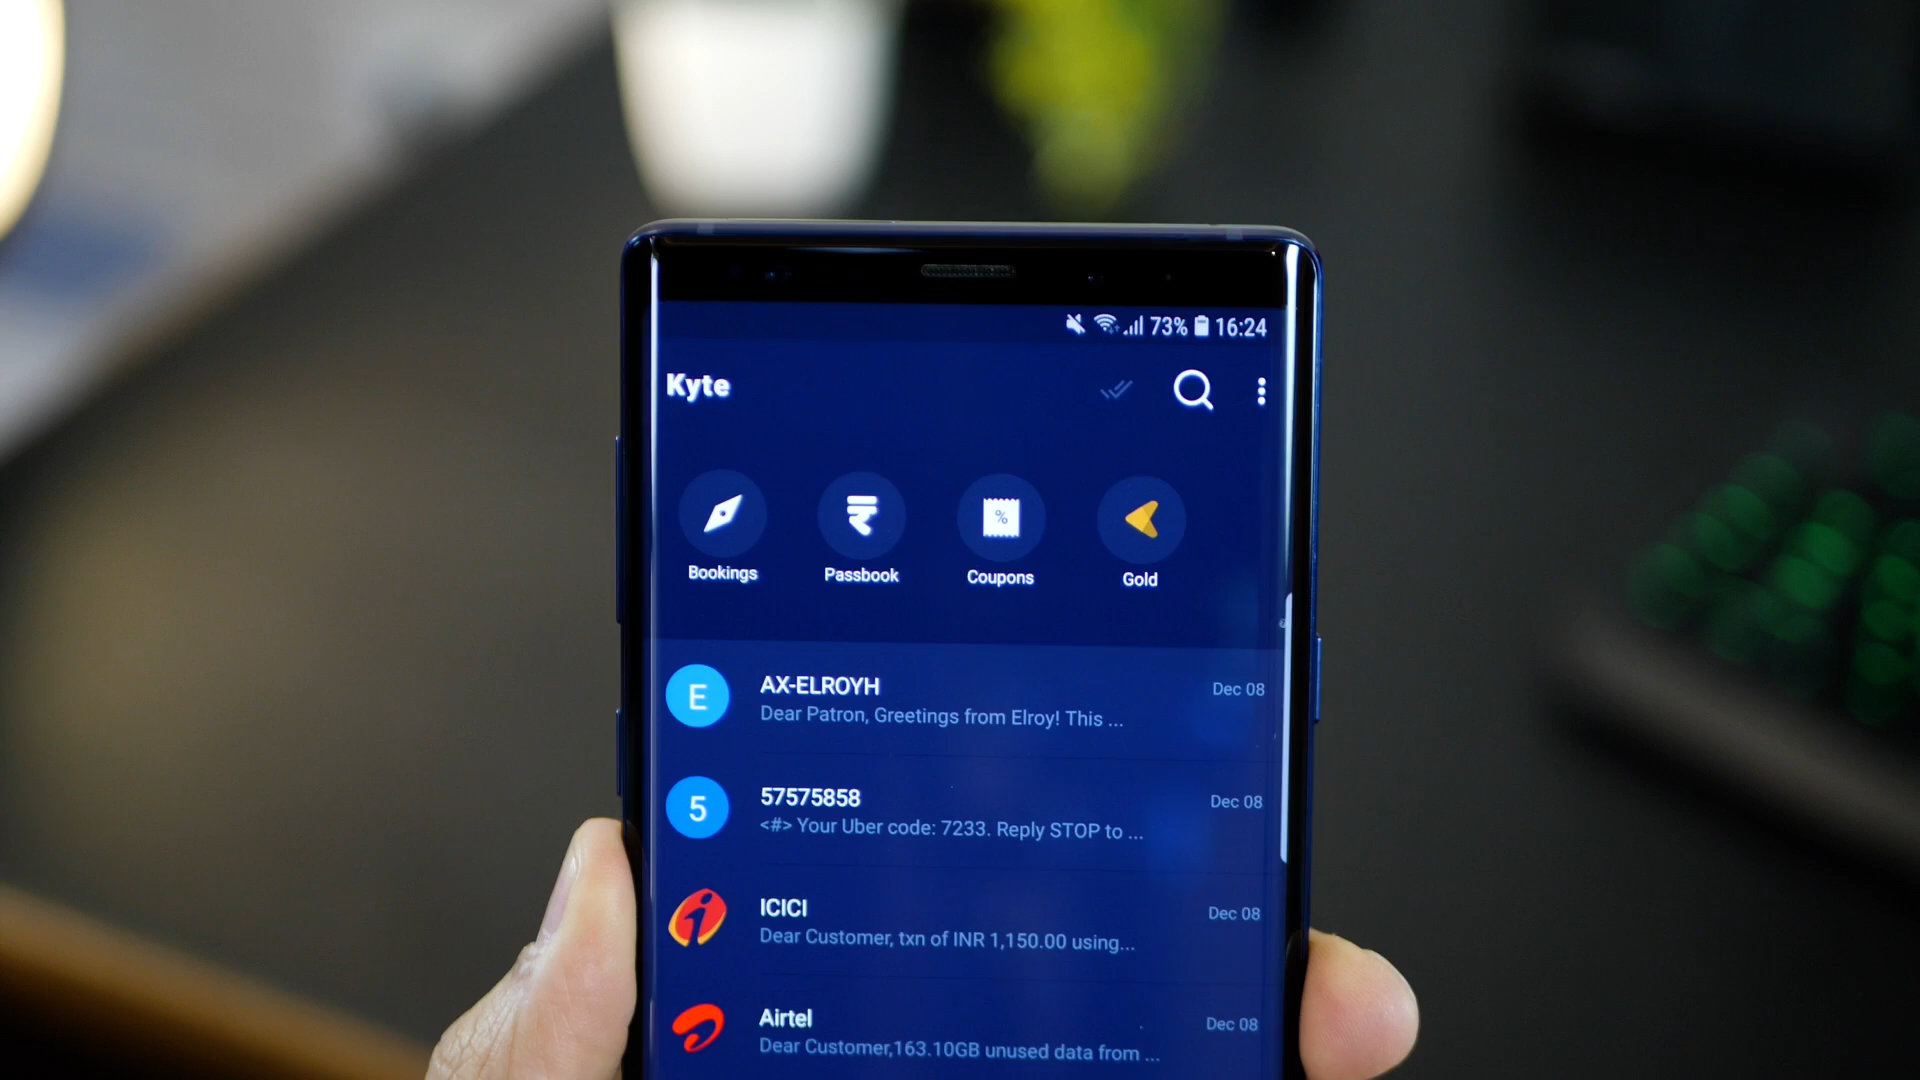 73% 16:24
Kyte
Bookings Passbook Coupons Gold
%
E AX-ELROYH Dec 08
Dear Patron, Greetings from Elroy! This ...
5 57575858 Dec 08
<#> Your Uber code: 7233. Reply STOP to ...
ICICI Dec 08
Dear Customer, txn of INR 1,150.00 using...
Airtel Dec 08
Dear Customer,163.10GB unused data from ...